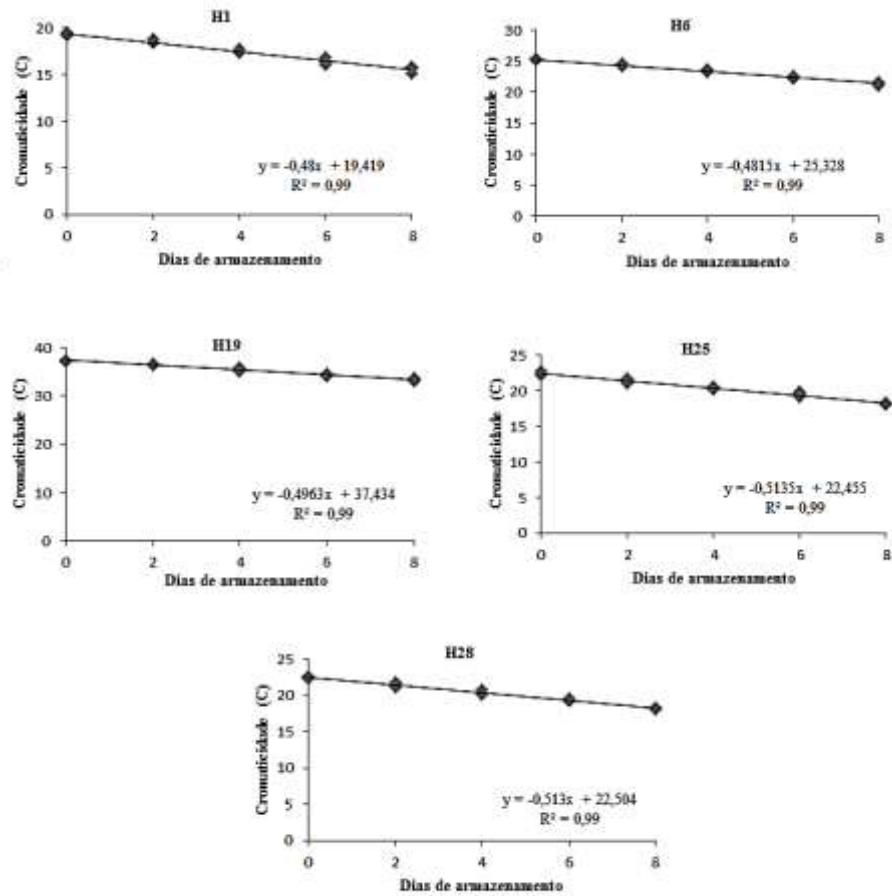 H1
Cromaticidade (C)
20
15
10
5
0
y = -0,48x + 19,419
R² = 0,99
0 2 4 6 8
Dias de armazenamento
H6
Cromaticidade (C)
30
25
20
15
10
5
0
y = -0,4815x + 25,328
R² = 0,99
0 2 4 6 8
Dias de armazenamento
H19
Cromaticidade (C)
40
30
20
10
0
y = -0,4963x + 37,434
R² = 0,99
0 2 4 6 8
Dias de armazenamento
H25
Cromaticidade (C)
25
20
15
10
5
0
y = -0,5135x + 22,455
R² = 0,99
0 2 4 6 8
Dias de armazenamento
H28
Cromaticidade (C)
25
20
15
10
5
0
y = -0,513x + 22,504
R² = 0,99
0 2 4 6 8
Dias de armazenamento